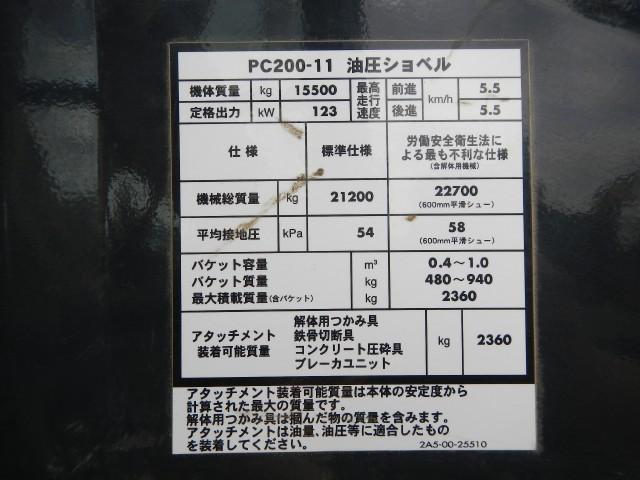 PC200-11 油圧ショベル
機体質量 kg 15500 最高走行速度 前進 km/h 5.5
定格出力 kW 123 後進 5.5
仕様 標準仕様 労働安全衛生法による最も不利な仕様(含解体用機械)
機械総質量 kg 21200 22700
(600mm平滑シュー)
平均接地圧 kPa 54 58
(600mm平滑シュー)
バケット容量 m³ 0.4～1.0
バケット質量 kg 480～940
最大積載質量(含バケット) kg 2360
アタッチメント装着可能質量 解体用つかみ具 kg 2360
鉄骨切断具
コンクリート圧砕具
ブレーカユニット
アタッチメント装着可能質量は本体の安定度から
計算された最大の質量です。
解体用つかみ具は掴んだ物の質量を含みます。
アタッチメントは油量、油圧等に適合したもの
を装着してください。 2A5-00-25510